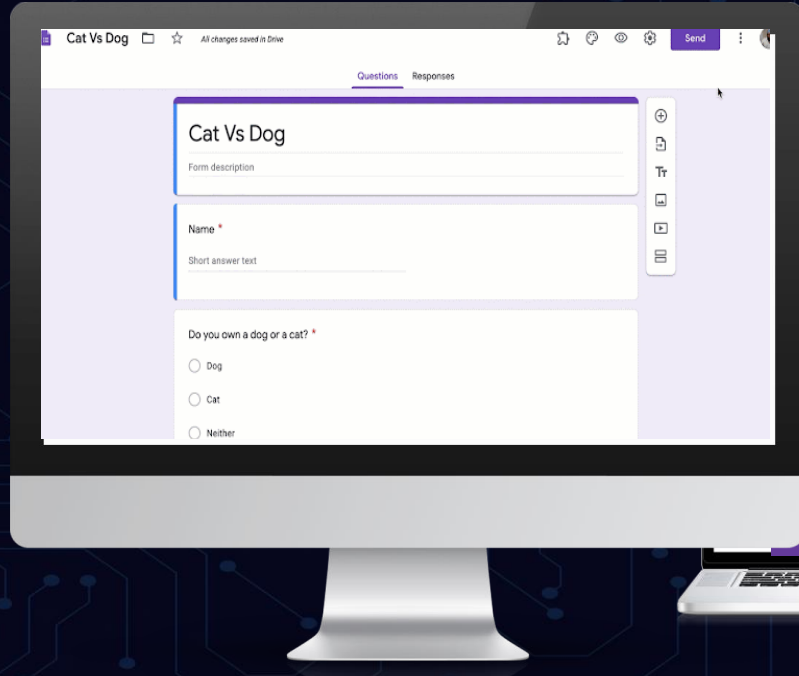 Cat Vs Dog
All changes saved in Drive
Send
Questions
Responses
Cat Vs Dog
Form description
Name *
Short answer text
Do you own a dog or a cat? *
Dog
Cat
Neither
Tт